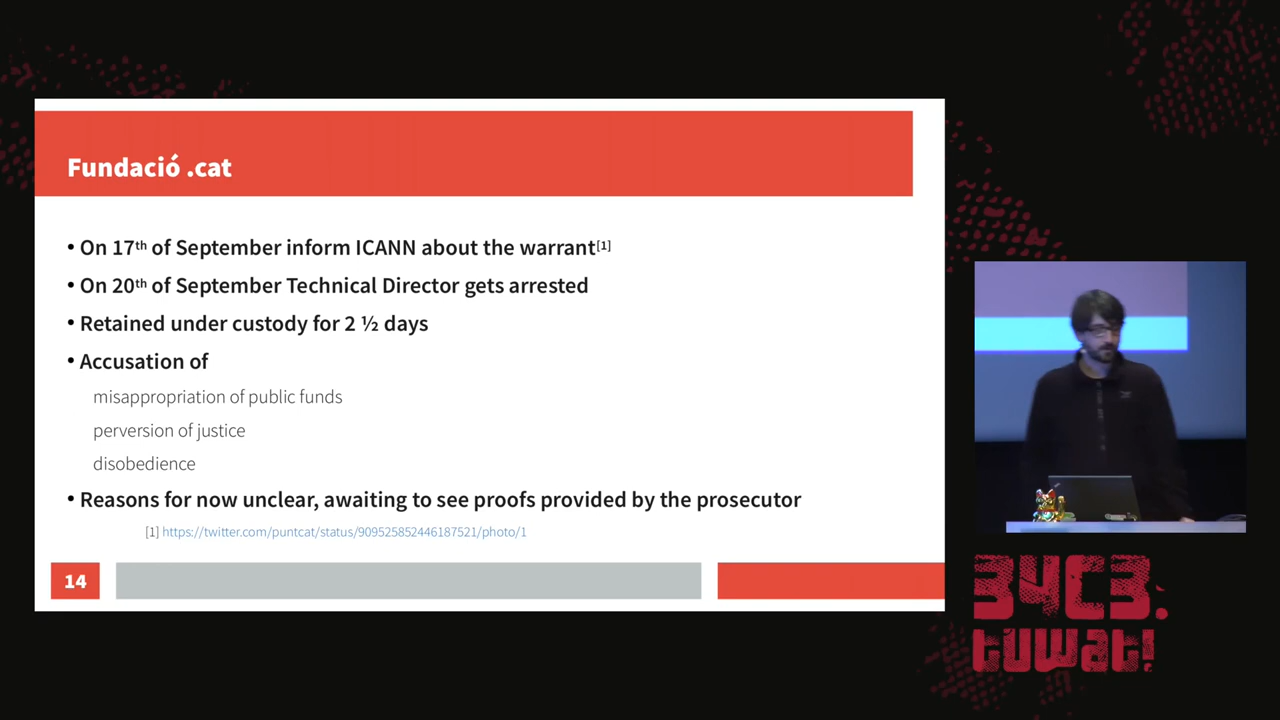 Fundació .cat
• On 17th of September inform ICANN about the warrant[1]
• On 20th of September Technical Director gets arrested
• Retained under custody for 2 ½ days
• Accusation of
misappropriation of public funds
perversion of justice
disobedience
• Reasons for now unclear, awaiting to see proofs provided by the prosecutor
[1] https://twitter.com/puntcat/status/909525852446187521/photo/1
14
34C3.
tuwat!